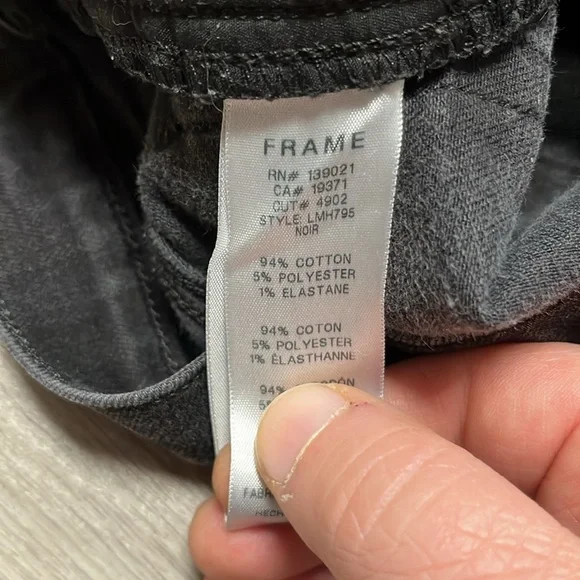 FRAME
RN# 139021
CA# 19371
CUT# 4902
STYLE: LMH795
NOIR
94% COTTON
5% POLYESTER
1% ELASTANE
94% COTON
5% POLYESTER
1% ÉLASTHANNE
94%